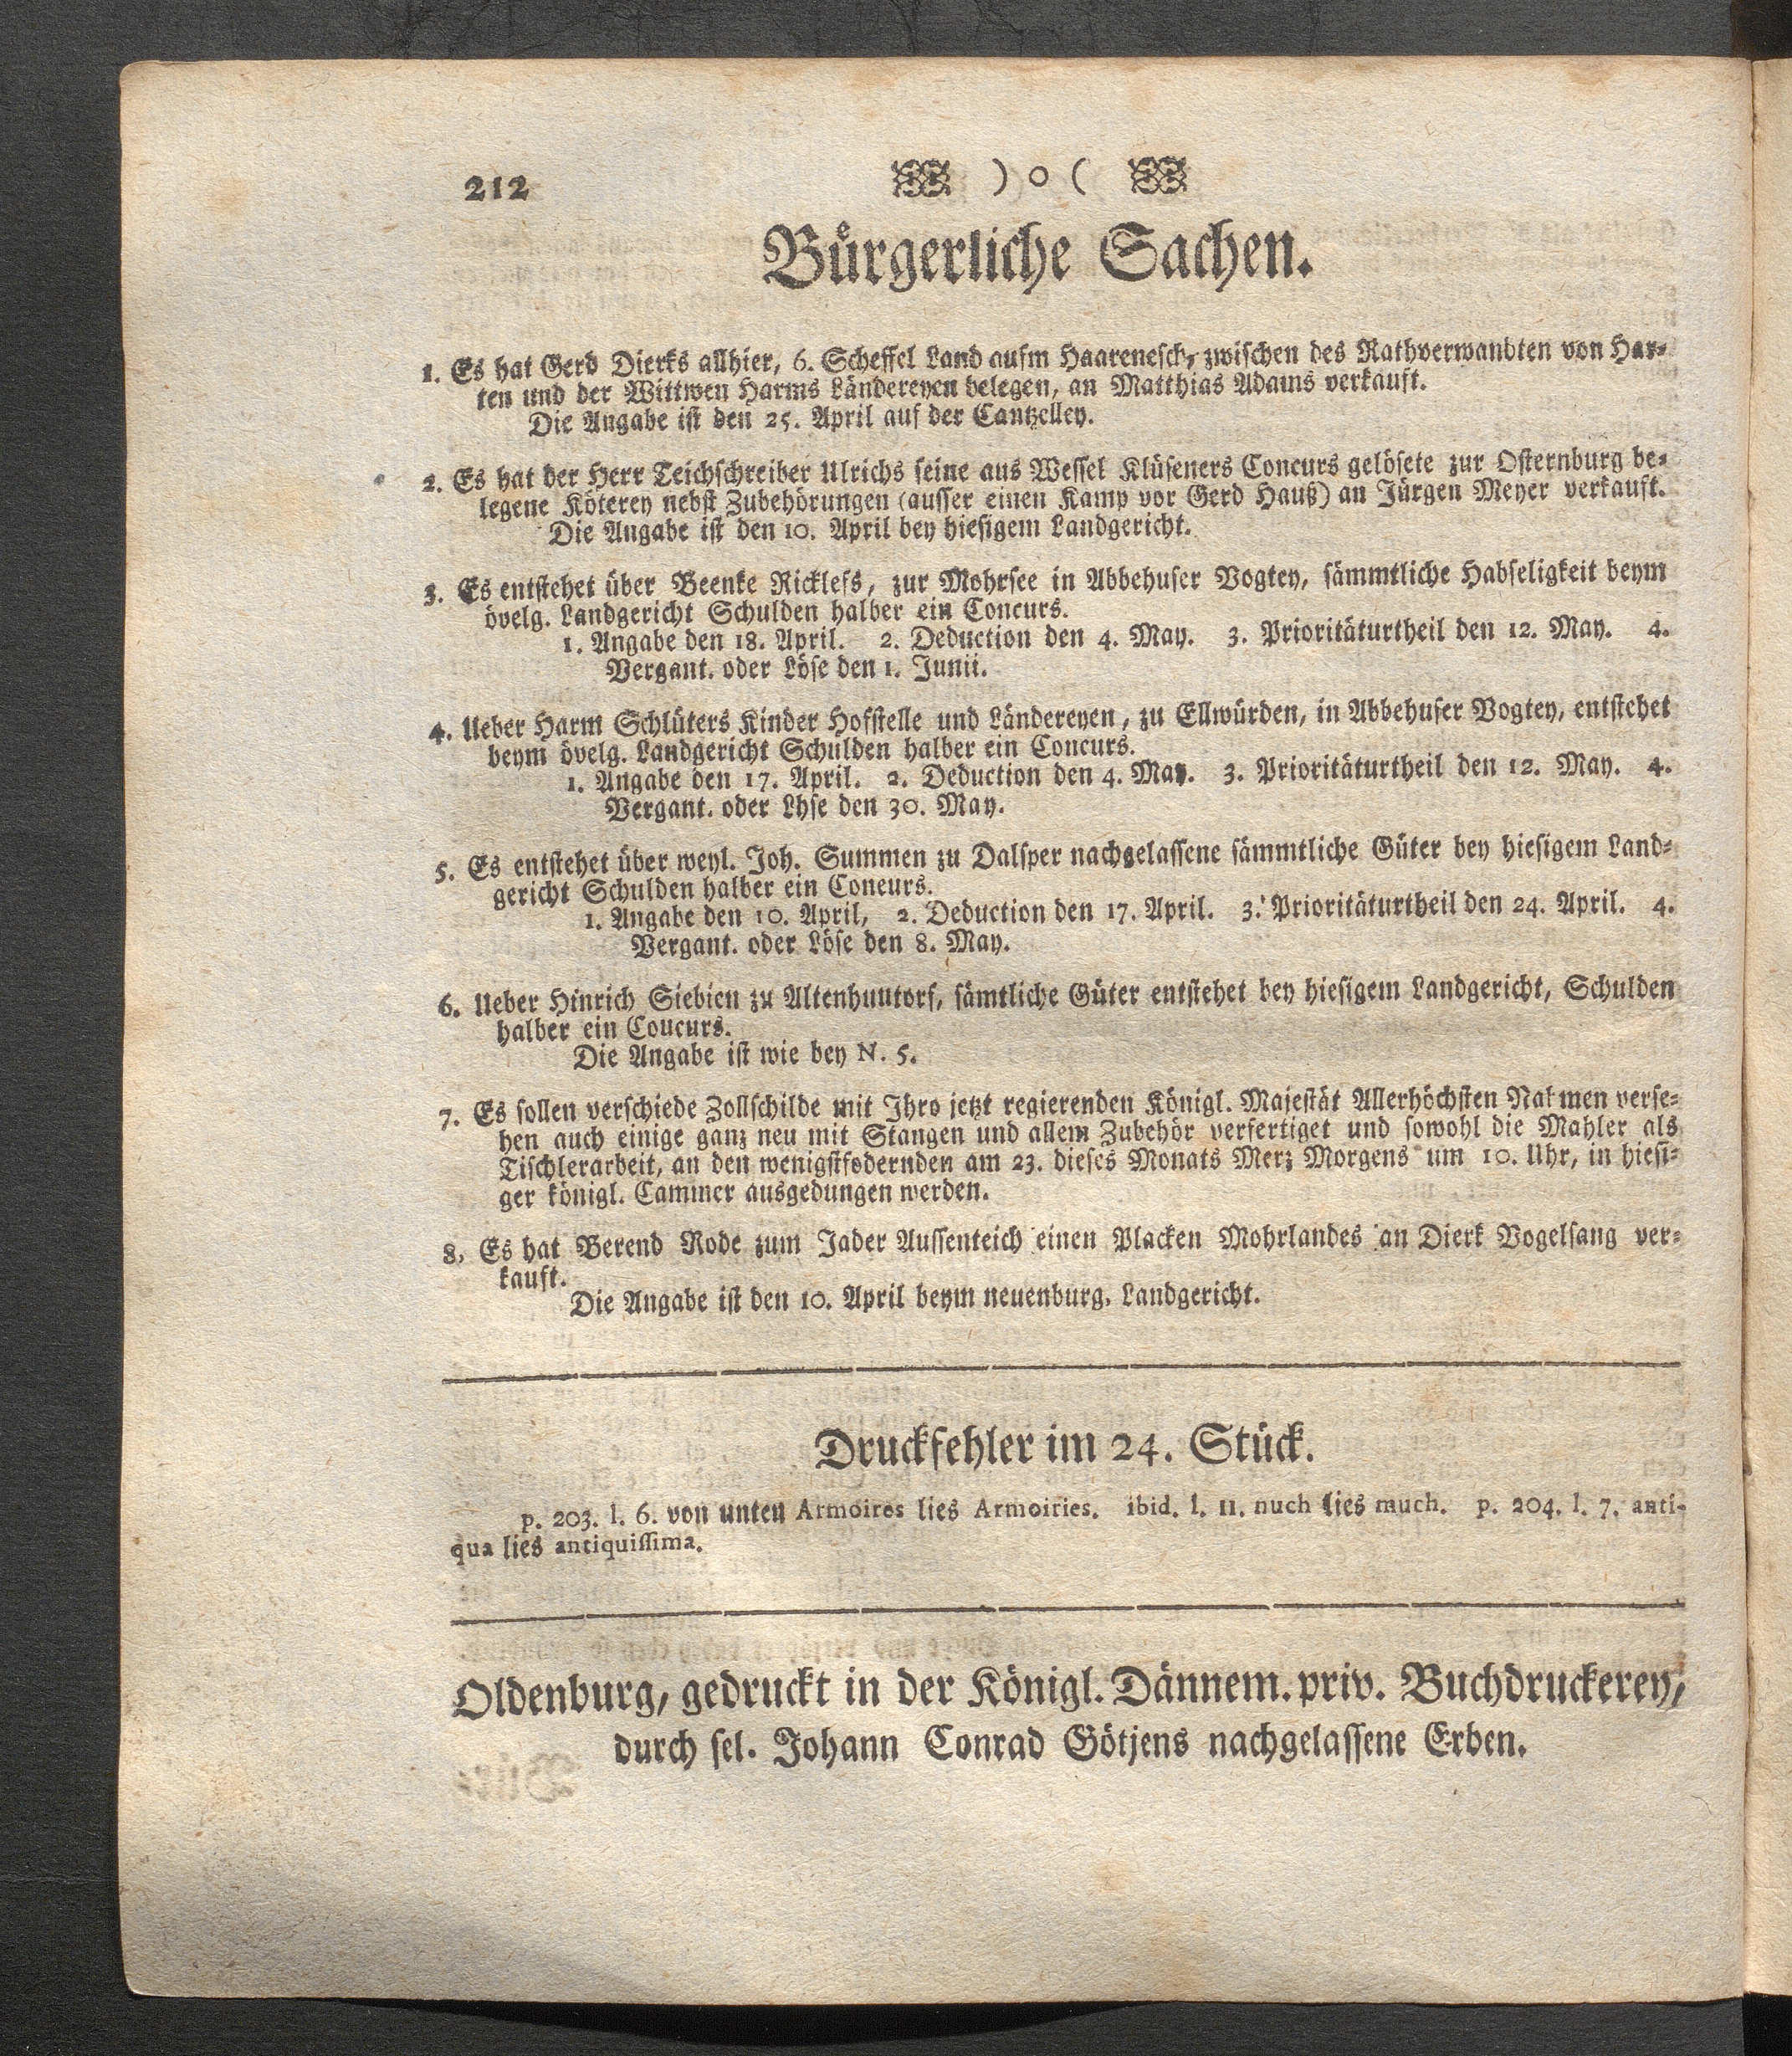 212 ) o (
Bürgerliche Sachen.
1. Es hat Gerd Dierks allhier, 6. Scheffel Land aufm Haarenesch, zwischen des Rathverwandten von Har-
ten und der Wittwen Harms Ländereyen belegen, an Matthias Adams verkauft.
Die Angabe ist den 25. April auf der Cantzelley.
2. Es hat der Herr Teichschreiber Ulrichs seine aus Wessel Klüseners Concurs gelösete zur Osternburg be-
legene Köterey nebst Zubehörungen (ausser einen Kamp vor Gerd Hauß) an Jürgen Meyer verkauft.
Die Angabe ist den 10. April bey hiesigem Landgericht.
3. Es entstehet über Beenke Ricklefs, zur Mohrsee in Abbehuser Vogtey, sämmtliche Habseligkeit beym
övelg. Landgericht Schulden halber ein Concurs.
1. Angabe den 18. April. 2. Deduction den 4. May. 3. Prioritäturtheil den 12. May. 4.
Vergant. oder Löse den 1. Junii.
4. Ueber Harm Schlüters Kinder Hofstelle und Ländereyen, zu Ellwürden, in Abbehuser Vogtey, entstehet
beym övelg. Landgericht Schulden halber ein Concurs.
1. Angabe den 17. April. 2. Deduction den 4. May. 3. Prioritäturtheil den 12. May. 4.
Vergant. oder Lhse den 30. May.
5. Es entstehet über weyl. Joh. Summen zu Dalsper nachgelassene sämmtliche Güter bey hiesigem Land-
gericht Schulden halber ein Coneurs.
1. Angabe den 10. April, 2. Deduction den 17. April. 3. Prioritäturtheil den 24. April. 4.
Vergant. oder Löse den 8. May.
6. Ueber Hinrich Siebien zu Altenhuutorf, sämtliche Güter entstehet bey hiesigem Landgericht, Schulden
halber ein Coucurs.
Die Angabe ist wie bey N. 5.
7. Es sollen verschiede Zollschilde mit Ihro jetzt regierenden Königl. Majestät Allerhöchsten Nahmen verse-
hen auch einige ganz neu mit Stangen und allem Zubehör verfertiget und sowohl die Mahler als
Tischlerarbeit, an den wenigstfodernden am 23. dieses Monats Merz Morgens um 10. Uhr, in hiesi-
ger königl. Cammer ausgedungen werden.
8, Es hat Berend Rode zum Jader Aussenteich einen Placken Mohrlandes an Dierk Vogelsang ver-
kauft.
Die Angabe ist den 10. April beym neuenburg. Landgericht.
Druckfehler im 24. Stück.
p. 203. l. 6. von unten Armoires lies Armoiries. ibid. l. 11. nuch lies much. p. 204. l. 7. anti-
qua lies antiquissima.
Oldenburg, gedruckt in der Königl. Dännem. priv. Buchdruckerey,
durch sel. Johann Conrad Götjens nachgelassene Erben.